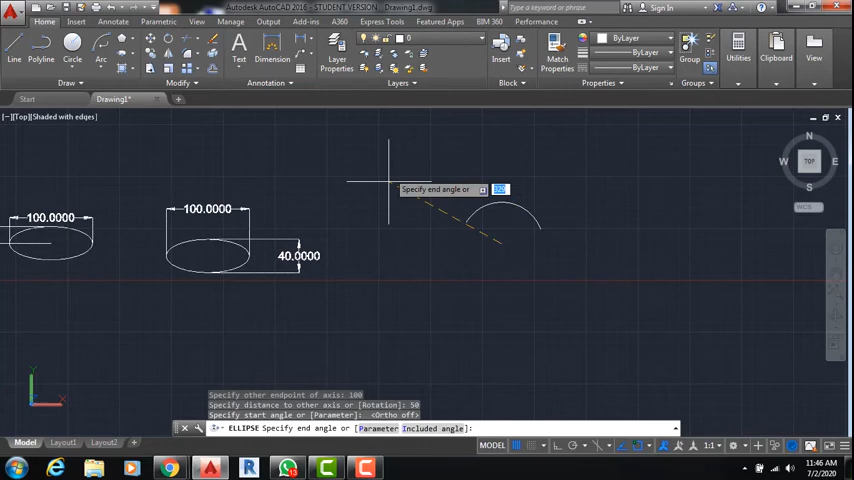 Autodesk AutoCAD 2016 - STUDENT VERSION Drawing1.dwg
Type a keyword or phrase
Sign In
Home Insert Annotate Parametric View Manage Output Add-ins A360 Express Tools Featured Apps BIM 360 Performance
Line Polyline Circle Arc Text Dimension Layer Properties 0 Insert Match Properties ByLayer ByLayer ByLayer Group Utilities Clipboard View
Draw Modify Annotation Layers Block Properties Groups
Start Drawing1*
[−][Top][Shaded with edges]
N
W TOP E
S
WCS
Specify end angle or
100.0000
100.0000
40.0000
Y
X
Specify other endpoint of axis: 100
Specify distance to other axis or [Rotation]: 50
Specify start angle or [Parameter]: <Ortho off>
ELLIPSE Specify end angle or [Parameter Included angle]:
Model Layout1 Layout2 MODEL 1:1
11:46 AM
7/2/2020